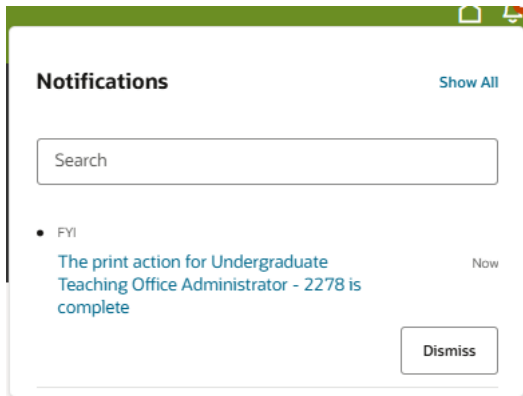 Notifications
Show All
Search
FYI
The print action for Undergraduate
Now
Teaching Office Administrator - 2278 is
complete
Dismiss